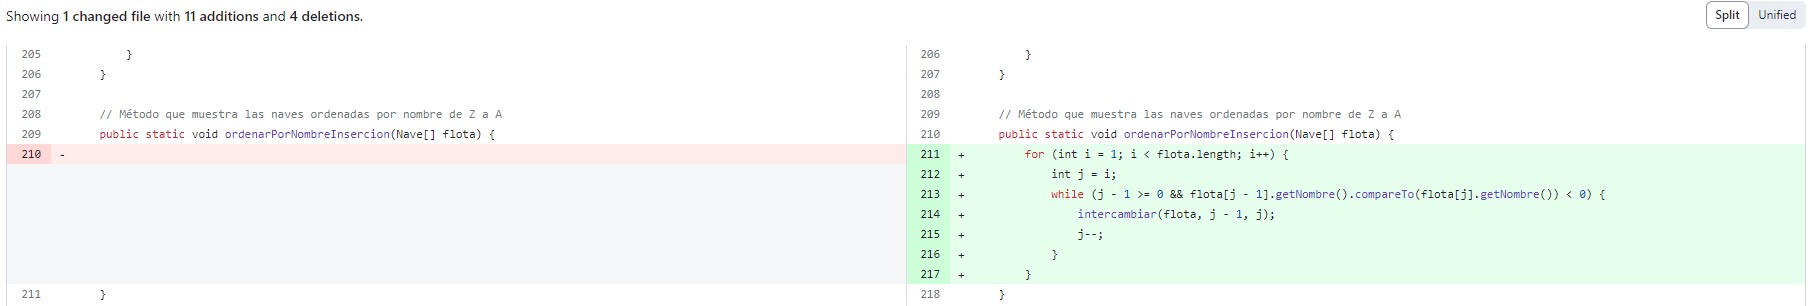 Showing 1 changed file with 11 additions and 4 deletions.
Split Unified
205 }
206 }
207
208 // Método que muestra las naves ordenadas por nombre de Z a A
209 public static void ordenarPorNombreInsercion(Nave[] flota) {
210 -
211 }
206 }
207 }
208
209 // Método que muestra las naves ordenadas por nombre de Z a A
210 public static void ordenarPorNombreInsercion(Nave[] flota) {
211 + for (int i = 1; i < flota.length; i++) {
212 + int j = i;
213 + while (j - 1 >= 0 && flota[j - 1].getNombre().compareTo(flota[j].getNombre()) < 0) {
214 + intercambiar(flota, j - 1, j);
215 + j--;
216 + }
217 + }
218 }